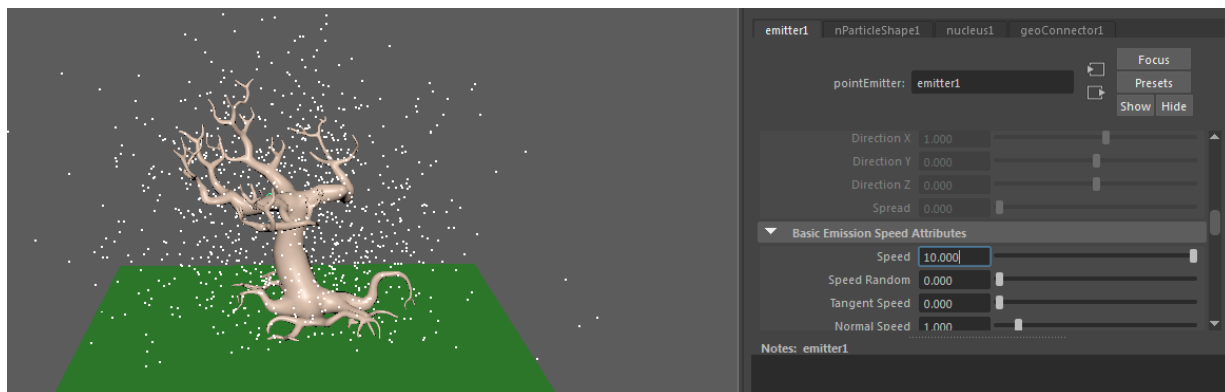 emitter1 nParticleShape1 nucleus1 geoConnector1
Focus
pointEmitter: emitter1
Presets
Show Hide
Direction X 1.000
Direction Y 0.000
Direction Z 0.000
Spread 0.000
Basic Emission Speed Attributes
Speed 10.000
Speed Random 0.000
Tangent Speed 0.000
Normal Speed 1.000
Notes: emitter1